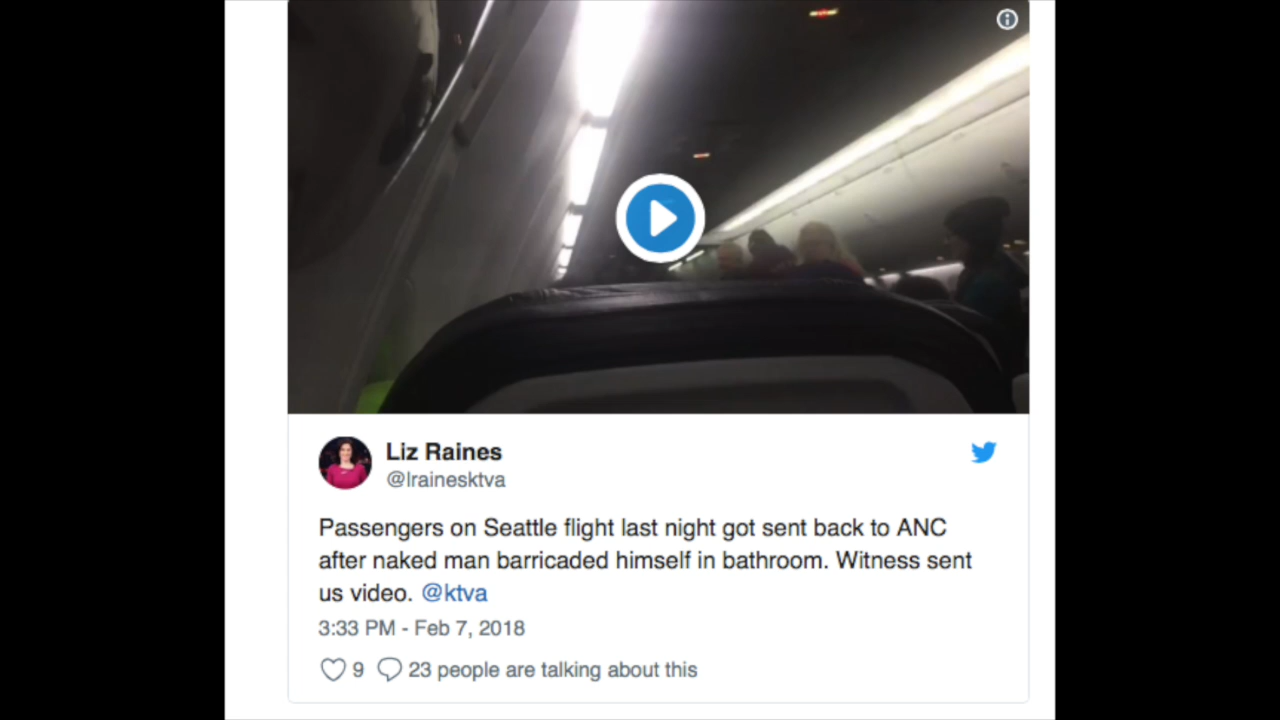 Liz Raines
@lrainesktva
Passengers on Seattle flight last night got sent back to ANC
after naked man barricaded himself in bathroom. Witness sent
us video. @ktva
3:33 PM - Feb 7, 2018
9 23 people are talking about this